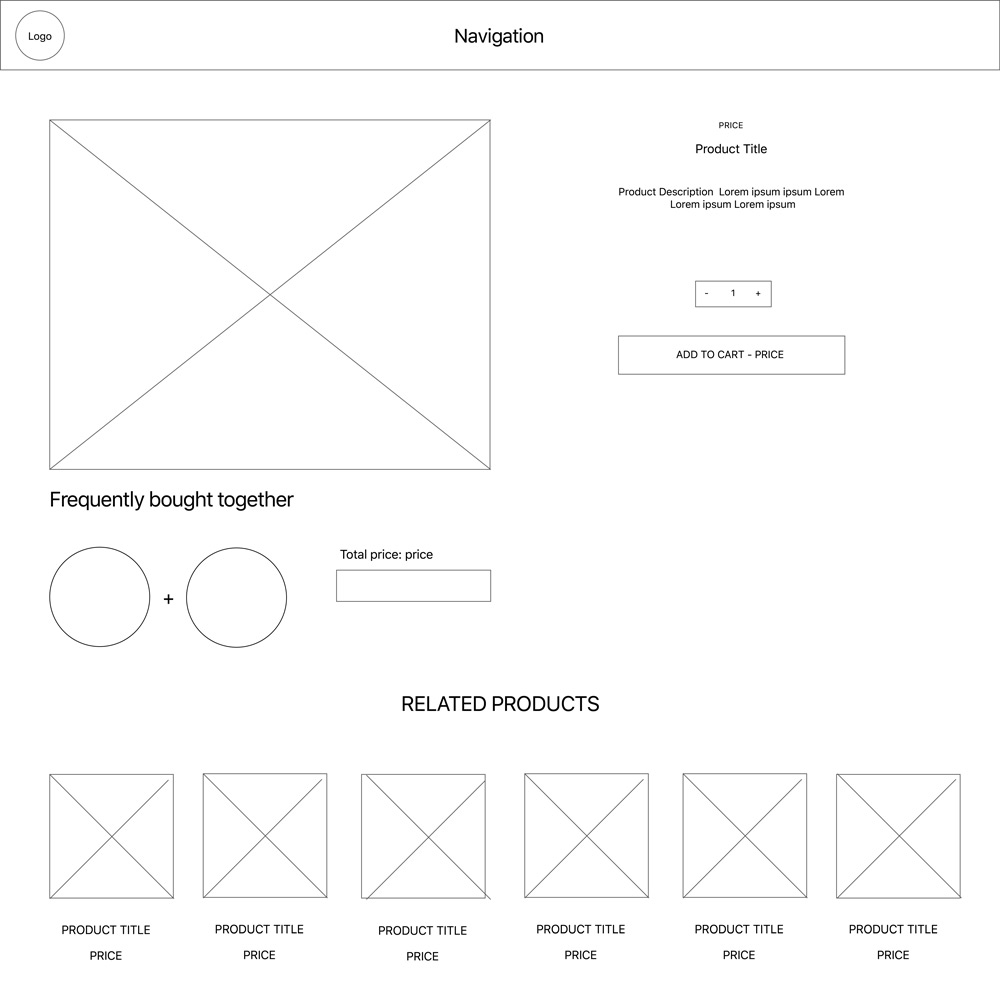 Logo
Navigation
PRICE
Product Title
Product Description  Lorem ipsum ipsum Lorem
Lorem ipsum Lorem ipsum
- 1 +
ADD TO CART - PRICE
Frequently bought together
+
Total price: price
RELATED PRODUCTS
PRODUCT TITLE PRODUCT TITLE PRODUCT TITLE PRODUCT TITLE PRODUCT TITLE PRODUCT TITLE
PRICE PRICE PRICE PRICE PRICE PRICE